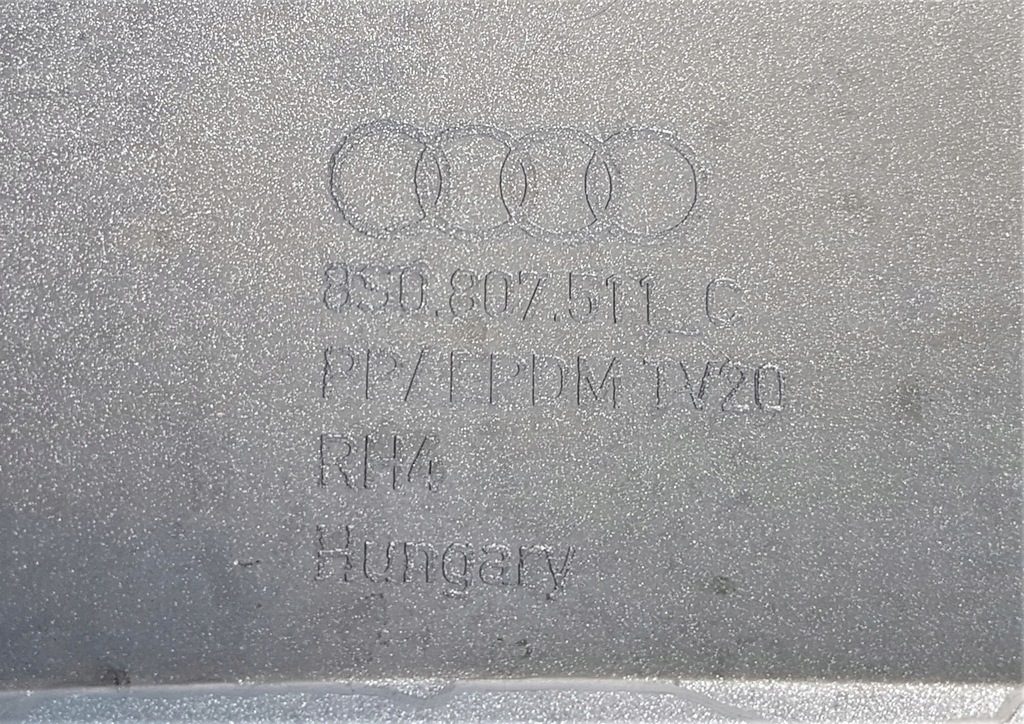 8S0.807.511_C
PP/EPDM TV20
RH4
Hungary